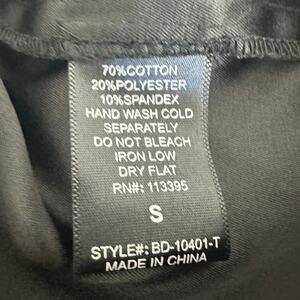 70%COTTON
20%POLYESTER
10%SPANDEX
HAND WASH COLD
SEPARATELY
DO NOT BLEACH
IRON LOW
DRY FLAT
RN#: 113395
S
STYLE#: BD-10401-T
MADE IN CHINA